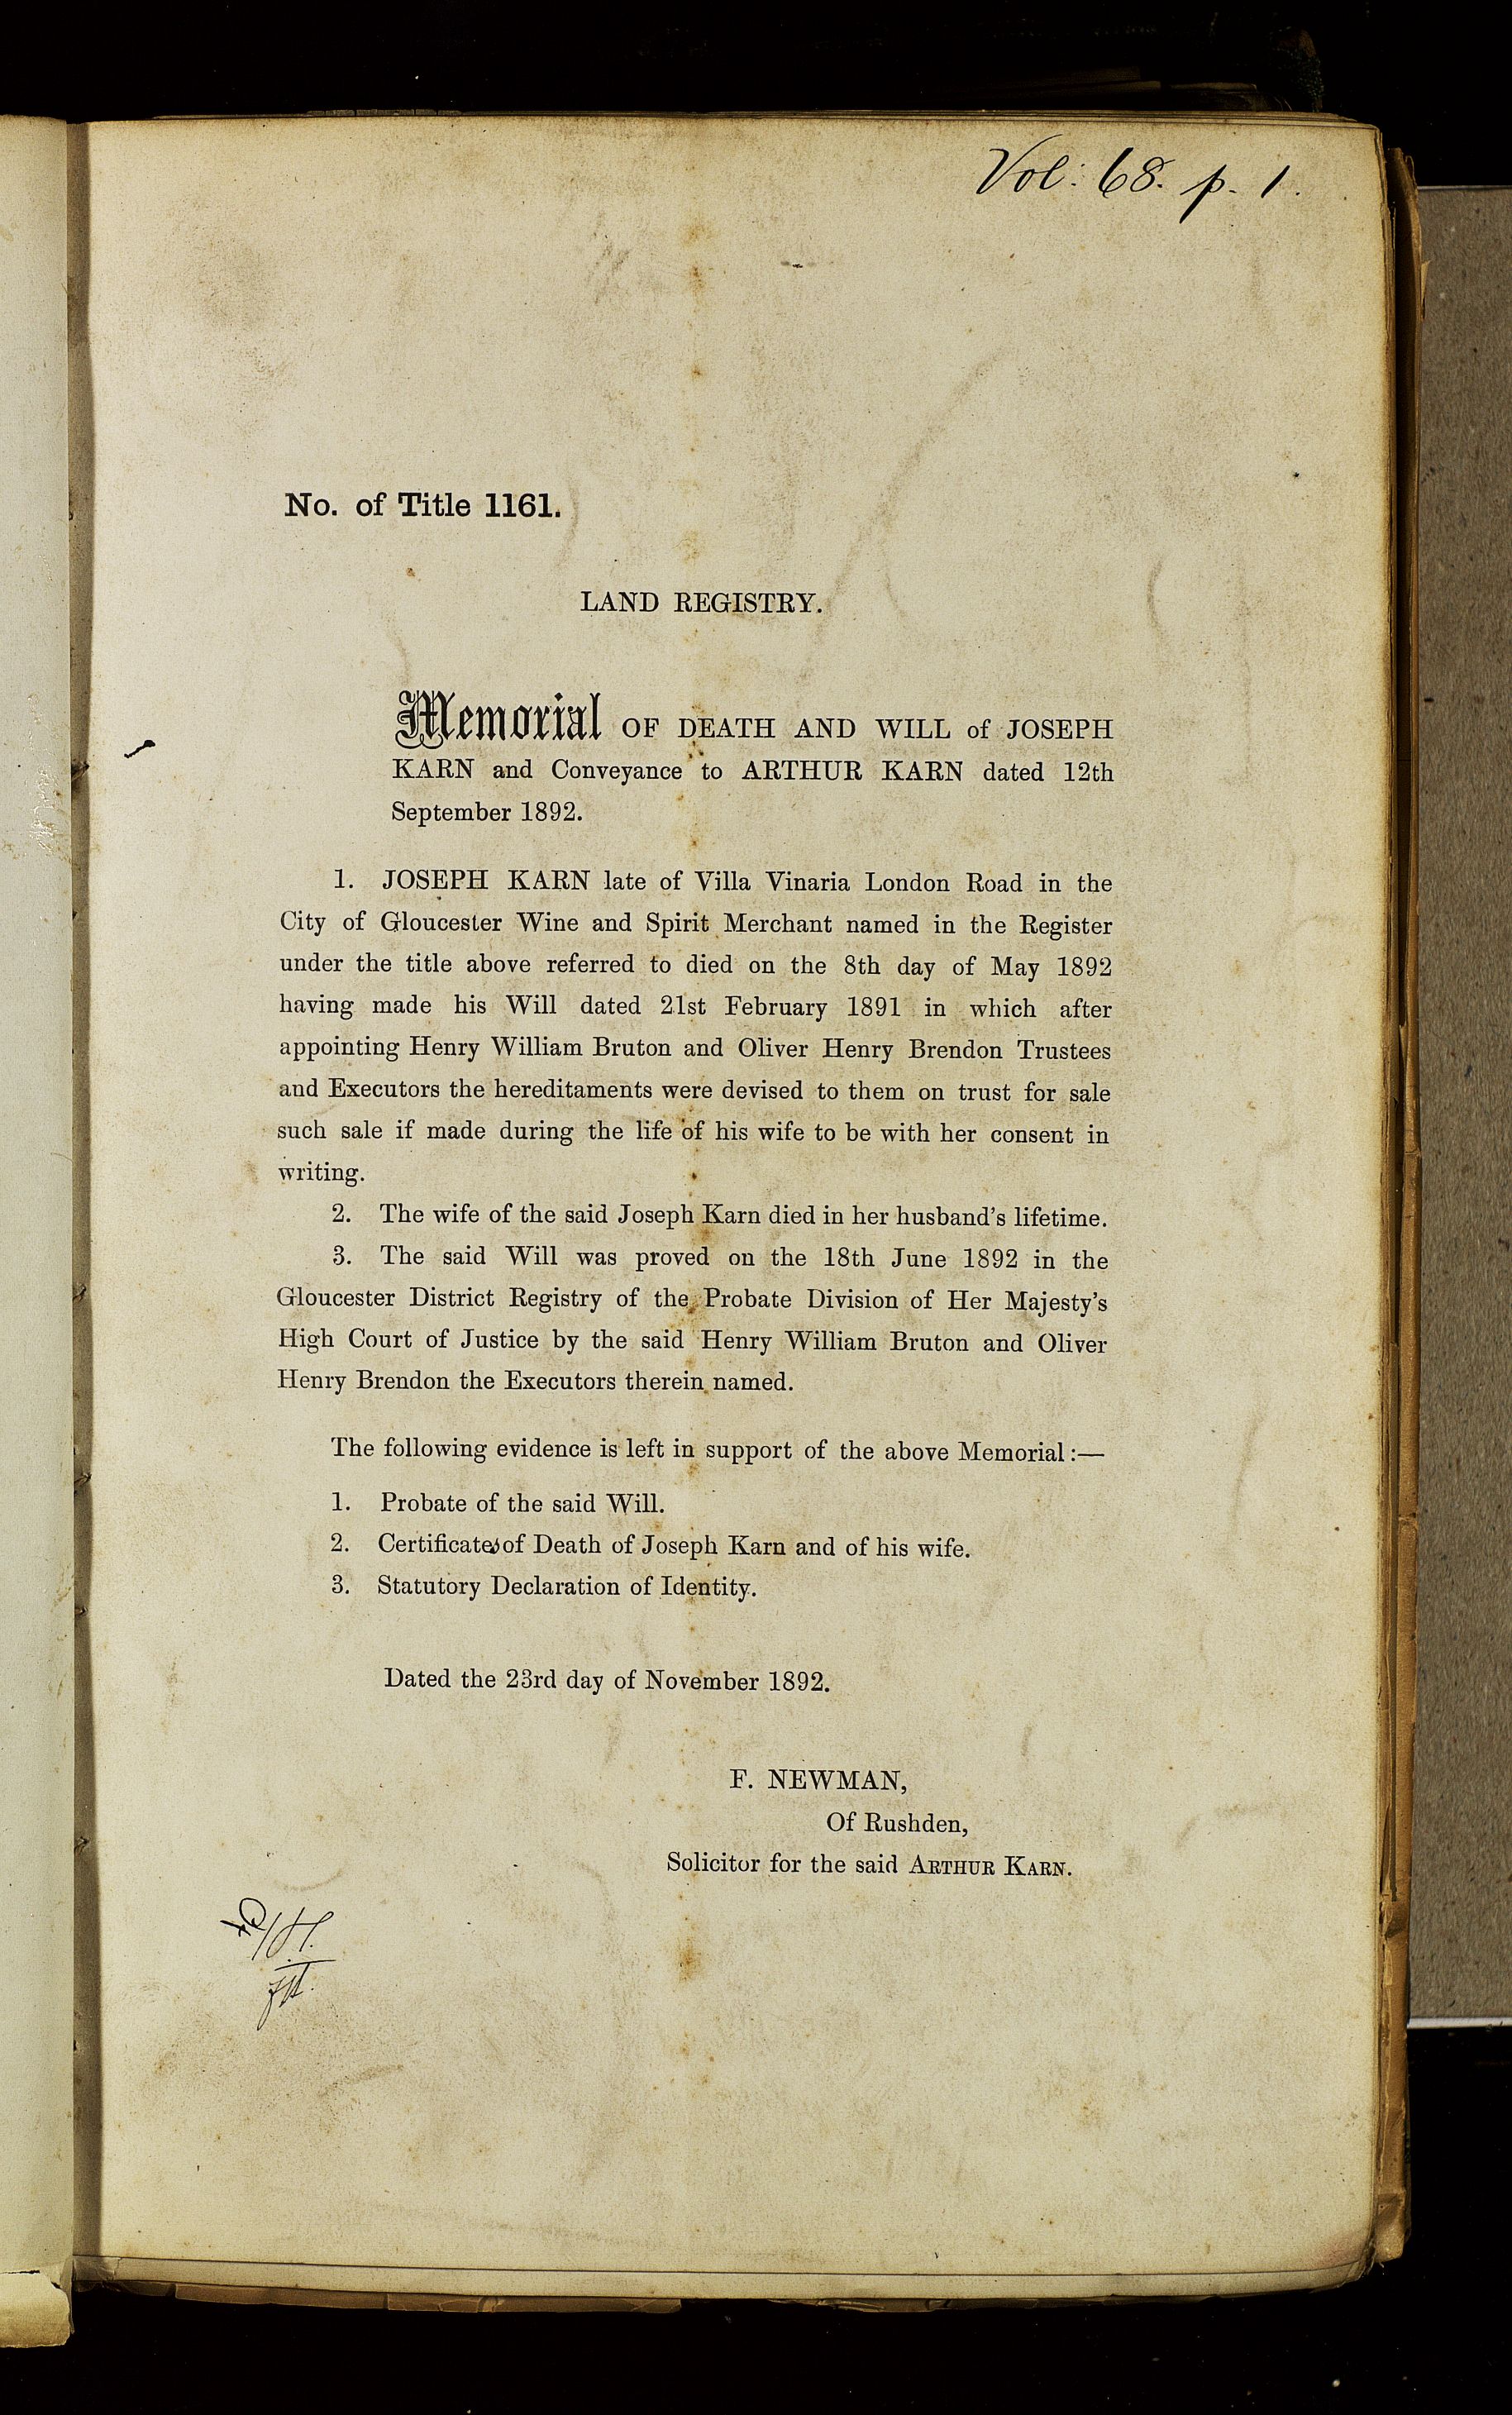 Vol: 68. p. 1.
No. of Title 1161.
LAND REGISTRY.
Memorial OF DEATH AND WILL of JOSEPH
KARN and Conveyance to ARTHUR KARN dated 12th
September 1892.
1. JOSEPH KARN late of Villa Vinaria London Road in the
City of Gloucester Wine and Spirit Merchant named in the Register
under the title above referred to died on the 8th day of May 1892
having made his Will dated 21st February 1891 in which after
appointing Henry William Bruton and Oliver Henry Brendon Trustees
and Executors the hereditaments were devised to them on trust for sale
such sale if made during the life of his wife to be with her consent in
writing.
2. The wife of the said Joseph Karn died in her husband's lifetime.
3. The said Will was proved on the 18th June 1892 in the
Gloucester District Registry of the Probate Division of Her Majesty's
High Court of Justice by the said Henry William Bruton and Oliver
Henry Brendon the Executors therein named.
The following evidence is left in support of the above Memorial :—
1. Probate of the said Will.
2. Certificates of Death of Joseph Karn and of his wife.
3. Statutory Declaration of Identity.
Dated the 23rd day of November 1892.
F. NEWMAN,
Of Rushden,
Solicitor for the said ARTHUR KARN.